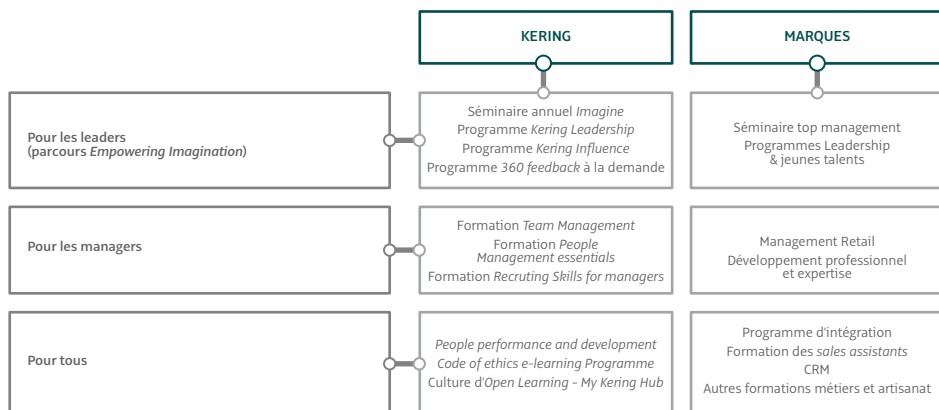 KERING
MARQUES
Pour les leaders
(parcours Empowering Imagination)
Séminaire annuel Imagine
Programme Kering Leadership
Programme Kering Influence
Programme 360 feedback à la demande
Séminaire top management
Programmes Leadership
& jeunes talents
Pour les managers
Formation Team Management
Formation People
Management essentials
Formation Recruting Skills for managers
Management Retail
Développement professionnel
et expertise
Pour tous
People performance and development
Code of ethics e-learning Programme
Culture d'Open Learning - My Kering Hub
Programme d'intégration
Formation des sales assistants
CRM
Autres formations métiers et artisanat